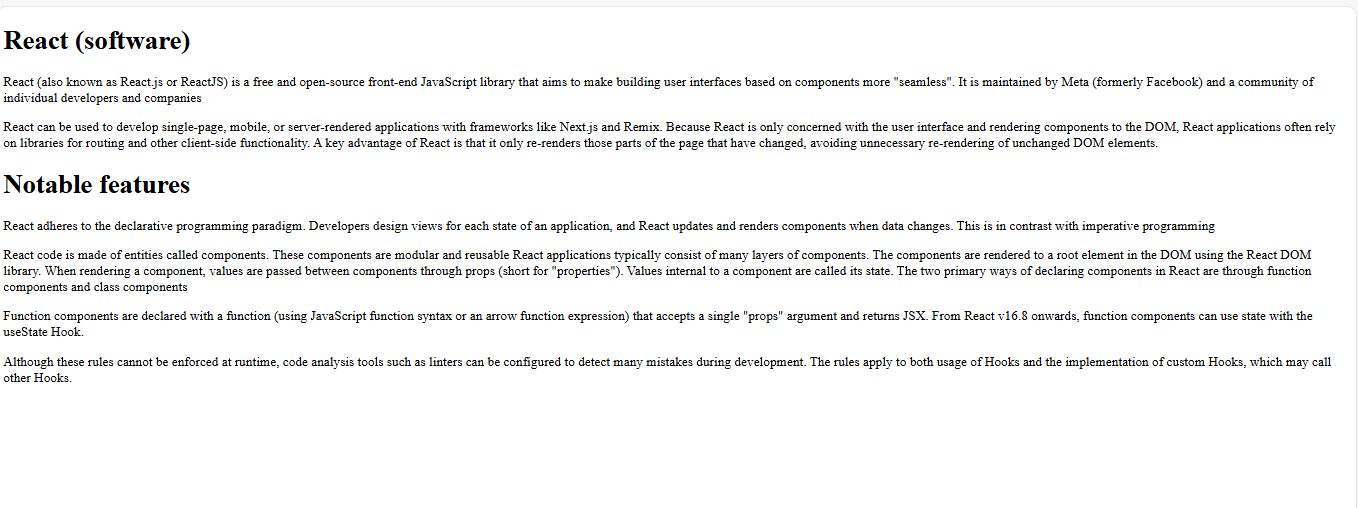 React (software)
React (also known as React.js or ReactJS) is a free and open-source front-end JavaScript library that aims to make building user interfaces based on components more "seamless". It is maintained by Meta (formerly Facebook) and a community of
individual developers and companies
React can be used to develop single-page, mobile, or server-rendered applications with frameworks like Next.js and Remix. Because React is only concerned with the user interface and rendering components to the DOM, React applications often rely
on libraries for routing and other client-side functionality. A key advantage of React is that it only re-renders those parts of the page that have changed, avoiding unnecessary re-rendering of unchanged DOM elements.
Notable features
React adheres to the declarative programming paradigm. Developers design views for each state of an application, and React updates and renders components when data changes. This is in contrast with imperative programming
React code is made of entities called components. These components are modular and reusable React applications typically consist of many layers of components. The components are rendered to a root element in the DOM using the React DOM
library. When rendering a component, values are passed between components through props (short for "properties"). Values internal to a component are called its state. The two primary ways of declaring components in React are through function
components and class components
Function components are declared with a function (using JavaScript function syntax or an arrow function expression) that accepts a single "props" argument and returns JSX. From React v16.8 onwards, function components can use state with the
useState Hook.
Although these rules cannot be enforced at runtime, code analysis tools such as linters can be configured to detect many mistakes during development. The rules apply to both usage of Hooks and the implementation of custom Hooks, which may call
other Hooks.